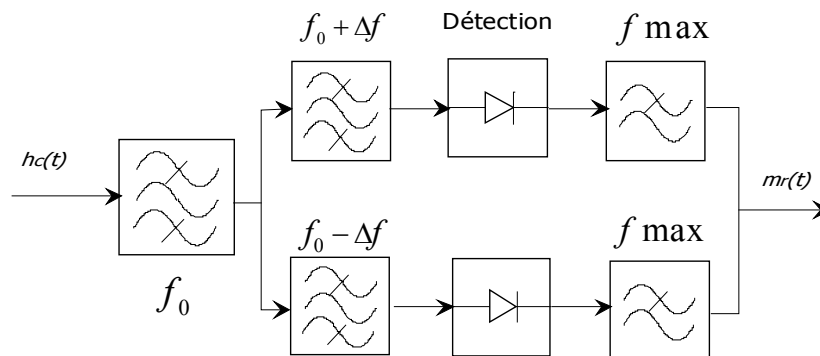 f₀ + Δf
Détection
f max
hc(t)
f₀
f₀ − Δf
f max
mr(t)